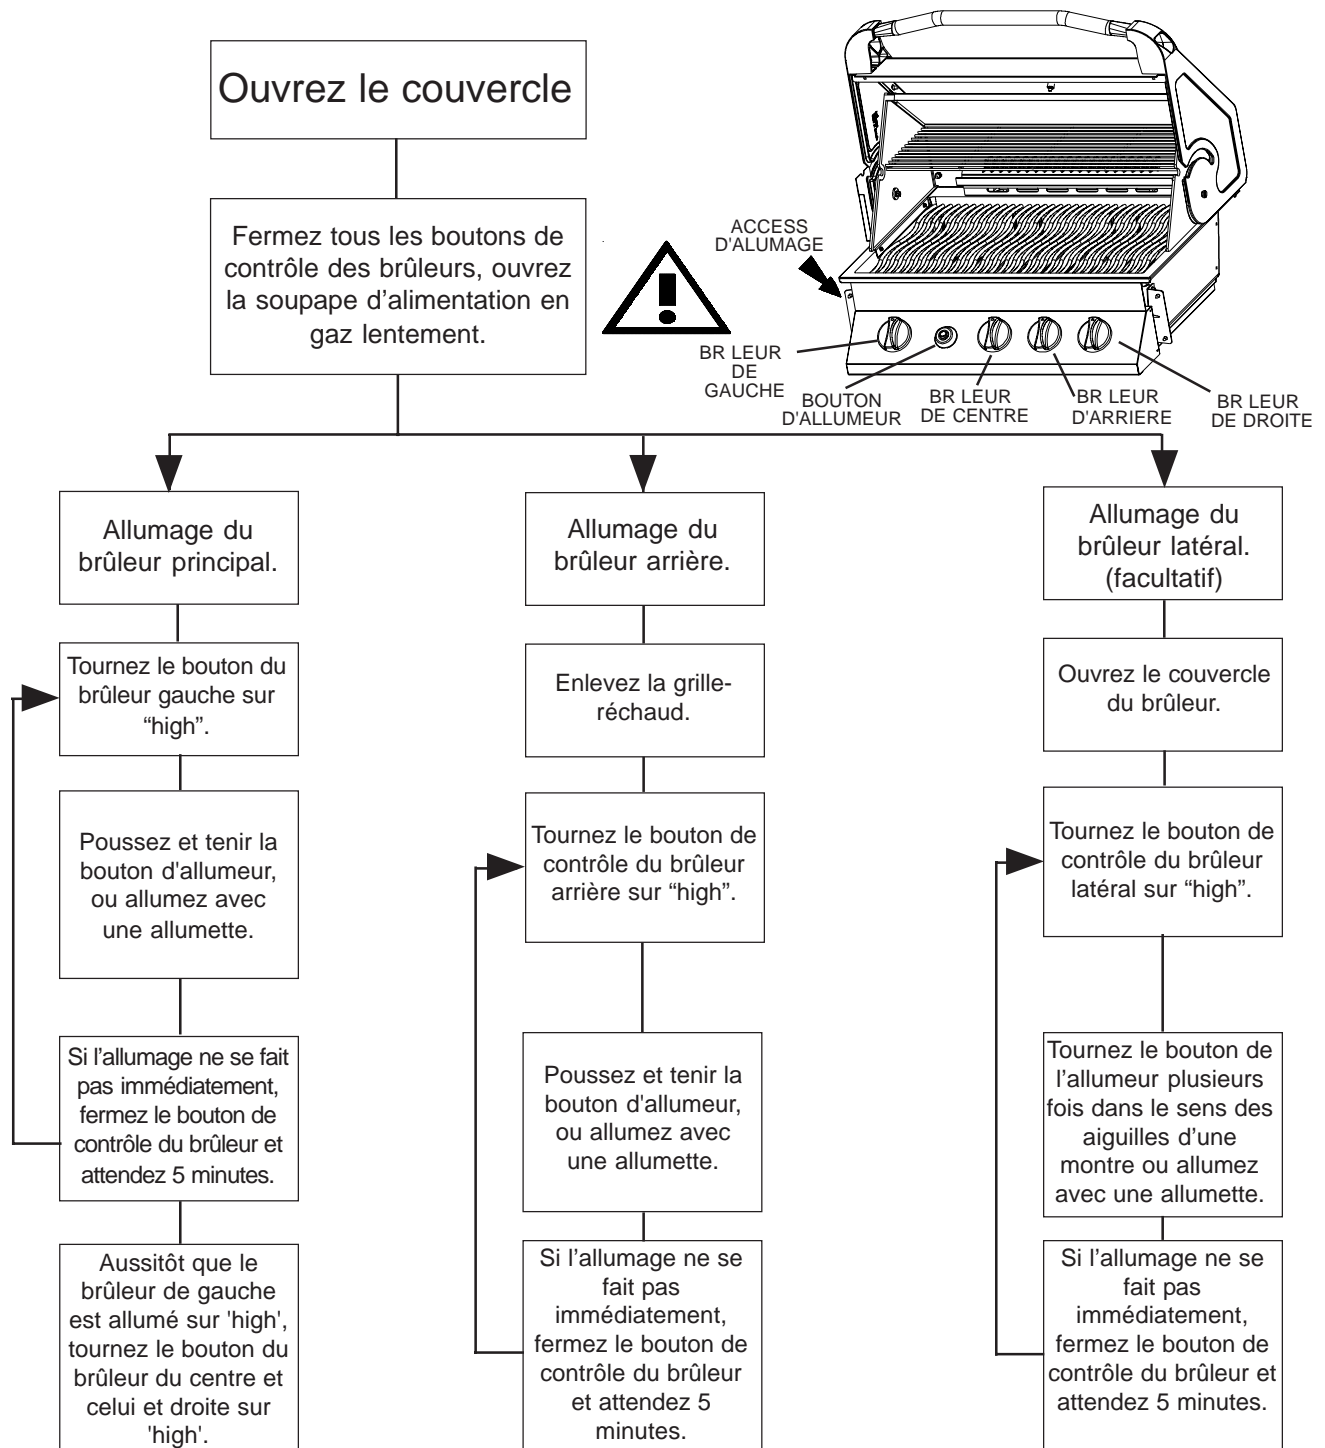 Ouvrez le couvercle
Fermez tous les boutons de
contrôle des brûleurs, ouvrez
la soupape d’alimentation en
gaz lentement.
ACCESS
D'ALUMAGE
BR LEUR
DE
GAUCHE
BOUTON
D'ALLUMEUR
BR LEUR
DE CENTRE
BR LEUR
D'ARRIERE
BR LEUR
DE DROITE
Allumage du
brûleur principal.
Tournez le bouton du
brûleur gauche sur
“high”.
Poussez et tenir la
bouton d'allumeur,
ou allumez avec
une allumette.
Si l’allumage ne se fait
pas immédiatement,
fermez le bouton de
contrôle du brûleur et
attendez 5 minutes.
Aussitôt que le
brûleur de gauche
est allumé sur 'high',
tournez le bouton du
brûleur du centre et
celui et droite sur
'high'.
Allumage du
brûleur arrière.
Enlevez la grille-
réchaud.
Tournez le bouton de
contrôle du brûleur
arrière sur “high”.
Poussez et tenir la
bouton d'allumeur,
ou allumez avec
une allumette.
Si l’allumage ne se
fait pas
immédiatement,
fermez le bouton de
contrôle du brûleur
et attendez 5
minutes.
Allumage du
brûleur latéral.
(facultatif)
Ouvrez le couvercle
du brûleur.
Tournez le bouton de
contrôle du brûleur
latéral sur “high”.
Tournez le bouton de
l’allumeur plusieurs
fois dans le sens des
aiguilles d’une
montre ou allumez
avec une allumette.
Si l’allumage ne se
fait pas
immédiatement,
fermez le bouton de
contrôle du brûleur et
attendez 5 minutes.